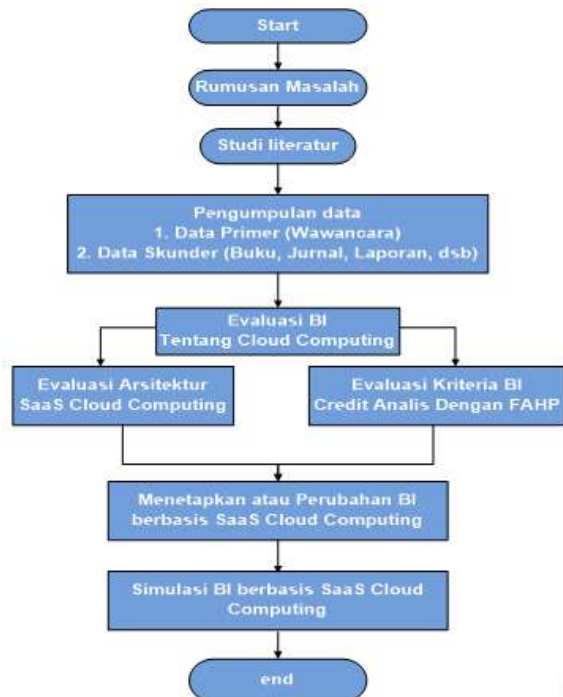 Start
Rumusan Masalah
Studi literatur
Pengumpulan data
1. Data Primer (Wawancara)
2. Data Skunder (Buku, Jurnal, Laporan, dsb)
Evaluasi BI
Tentang Cloud Computing
Evaluasi Arsitektur
SaaS Cloud Computing
Evaluasi Kriteria BI
Credit Analis Dengan FAHP
Menetapkan atau Perubahan BI
berbasis SaaS Cloud Computing
Simulasi BI berbasis SaaS Cloud
Computing
end